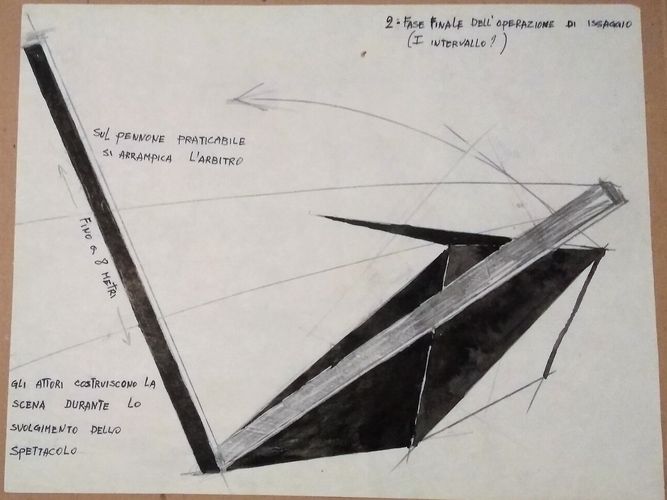 2= FASE FINALE DELL'OPERAZIONE DI ISSAGGIO
(I INTERVALLO?)
SUL PENNONE PRATICABILE
SI ARRAMPICA L'ARBITRO
FINO a 8 METRI
GLI ATTORI COSTRUISCONO LA
SCENA DURANTE LO
SVOLGIMENTO DELLO
SPETTACOLO